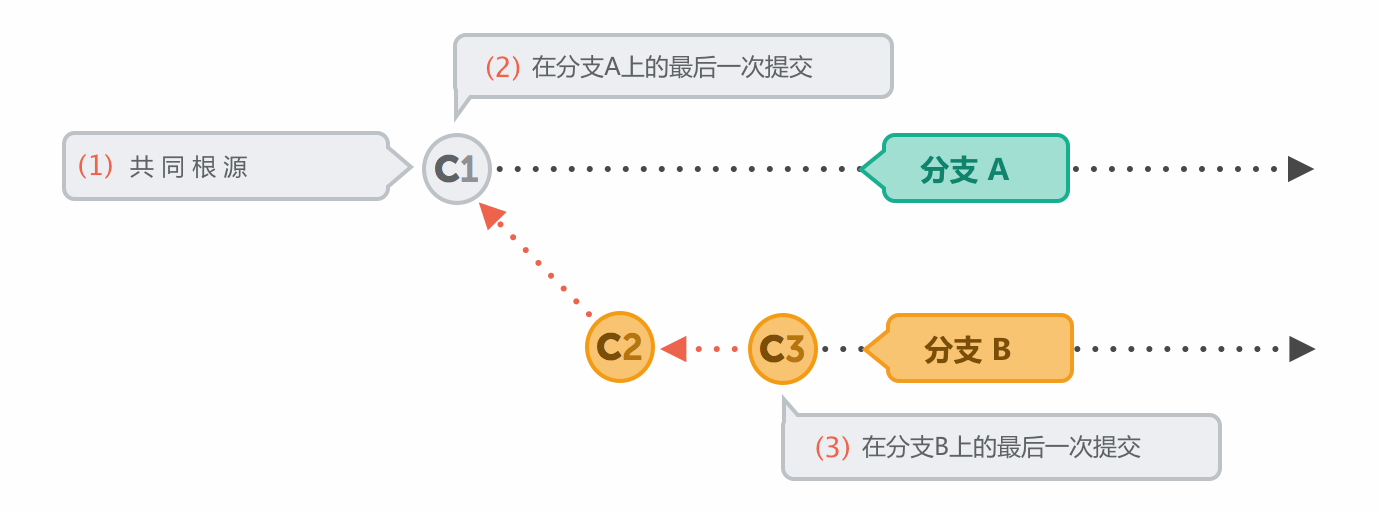 (2) 在分支A上的最后一次提交
(1) 共同根源
C1
分支 A
C2
C3
分支 B
(3) 在分支B上的最后一次提交